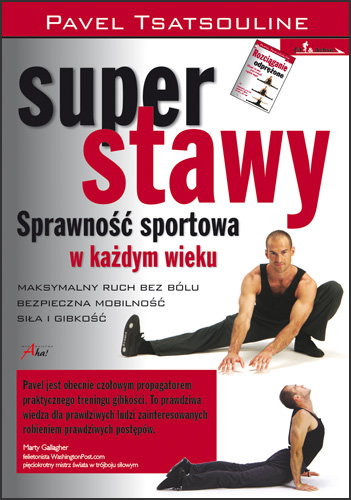 PAVEL TSATSOULINE
Rozciąganie
odprężone
super
stawy
Sprawność sportowa
w każdym wieku
MAKSYMALNY RUCH BEZ BÓLU
BEZPIECZNA MOBILNOŚĆ
SIŁA I GIBKOŚĆ
Aha!
Pavel jest obecnie czołowym propagatorem
praktycznego treningu gibkości. To prawdziwa
wiedza dla prawdziwych ludzi zainteresowanych
robieniem prawdziwych postępów.
Marty Gallagher
felietonista WashingtonPost.com
pięciokrotny mistrz świata w trójboju siłowym